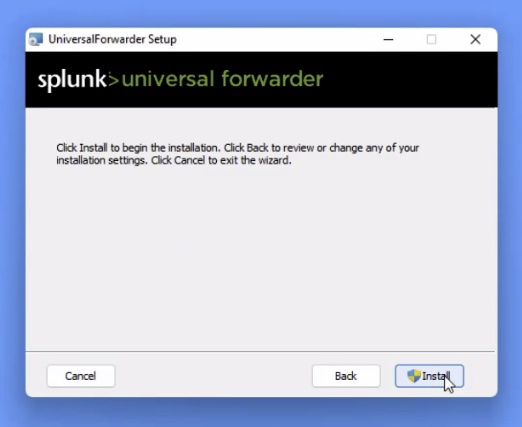 UniversalForwarder Setup
splunk>universal forwarder
Click Install to begin the installation. Click Back to review or change any of your
installation settings. Click Cancel to exit the wizard.
Cancel
Back
Install